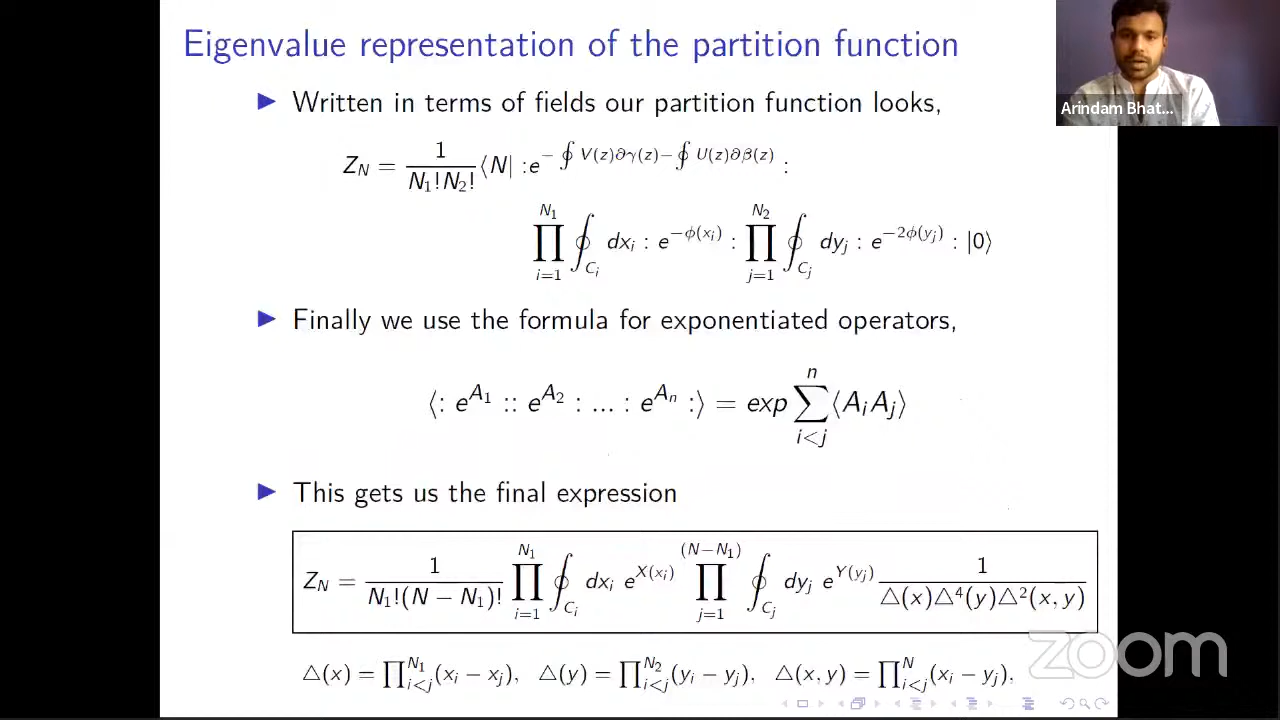 Eigenvalue representation of the partition function
Arindam Bhat...
▶ Written in terms of fields our partition function looks,
Z_N = \frac{1}{N_1!N_2!} ⟨N| :e^{-∮ V(z)∂γ(z)-∮ U(z)∂β(z)} :
∏_{i=1}^{N_1} ∮_{C_i} dx_i : e^{-ϕ(x_i)} : ∏_{j=1}^{N_2} ∮_{C_j} dy_j : e^{-2ϕ(y_j)} : |0⟩
▶ Finally we use the formula for exponentiated operators,
⟨: e^{A_1} :: e^{A_2} : ... : e^{A_n} :⟩ = exp ∑_{i<j}^{n} ⟨A_i A_j⟩
▶ This gets us the final expression
Z_N = \frac{1}{N_1!(N − N_1)!} ∏_{i=1}^{N_1} ∮_{C_i} dx_i e^{X(x_i)} ∏_{j=1}^{(N−N_1)} ∮_{C_j} dy_j e^{Y(y_j)} \frac{1}{△(x)△^4(y)△^2(x, y)}
△(x) = ∏_{i<j}^{N_1}(x_i − x_j), △(y) = ∏_{i<j}^{N_2}(y_i − y_j), △(x, y) = ∏_{i<j}^{N}(x_i − y_j),
zoom